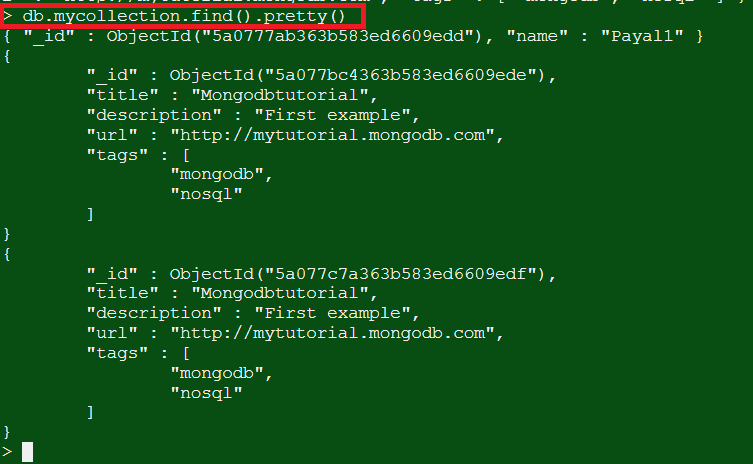 > db.mycollection.find().pretty()
{ "_id" : ObjectId("5a0777ab363b583ed6609edd"), "name" : "Payal1" }
{
        "_id" : ObjectId("5a077bc4363b583ed6609ede"),
        "title" : "Mongodbtutorial",
        "description" : "First example",
        "url" : "http://mytutorial.mongodb.com",
        "tags" : [
                "mongodb",
                "nosql"
        ]
}
{
        "_id" : ObjectId("5a077c7a363b583ed6609edf"),
        "title" : "Mongodbtutorial",
        "description" : "First example",
        "url" : "http://mytutorial.mongodb.com",
        "tags" : [
                "mongodb",
                "nosql"
        ]
}
>